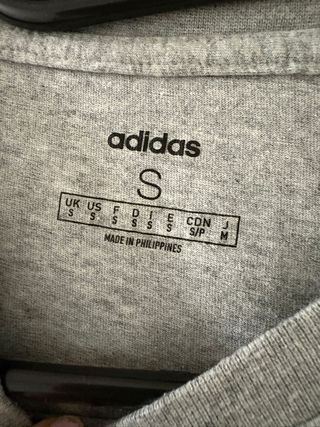 adidas
S
UK US F D I E CDN J
S S S S S S S/P M
MADE IN PHILIPPINES